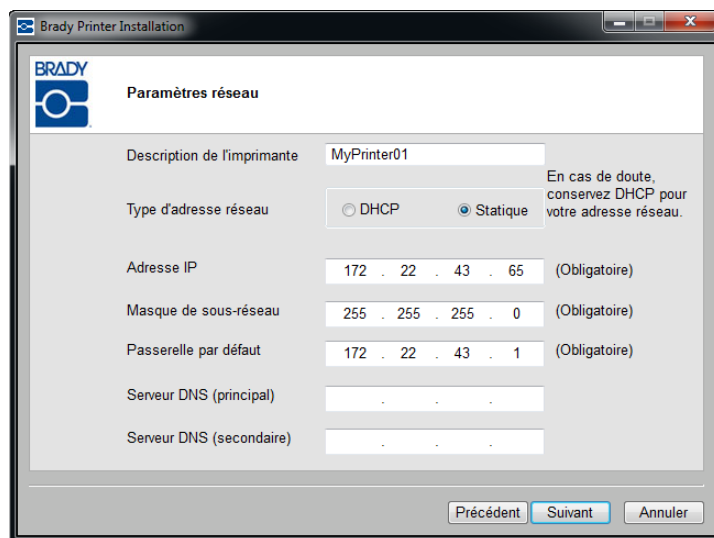 Brady Printer Installation
BRADY
Paramètres réseau
Description de l'imprimante MyPrinter01
En cas de doute,
conservez DHCP pour
votre adresse réseau.
Type d'adresse réseau DHCP Statique
Adresse IP 172 . 22 . 43 . 65 (Obligatoire)
Masque de sous-réseau 255 . 255 . 255 . 0 (Obligatoire)
Passerelle par défaut 172 . 22 . 43 . 1 (Obligatoire)
Serveur DNS (principal) . . .
Serveur DNS (secondaire) . . .
Précédent Suivant Annuler